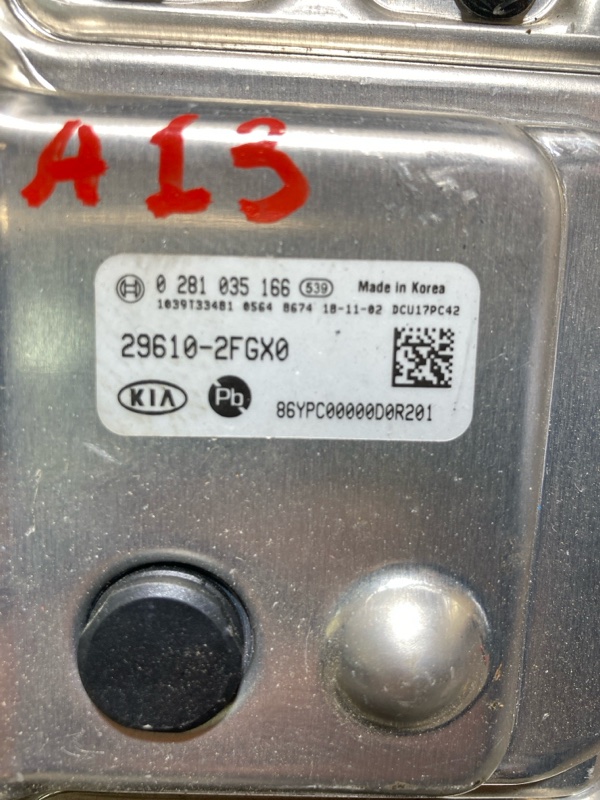 AI3
0 281 035 166 539 Made in Korea
1039T33481 0564 8674 18-11-02 DCU17PC42
29610-2FGX0
KIA Pb 86YPC00000D0R201